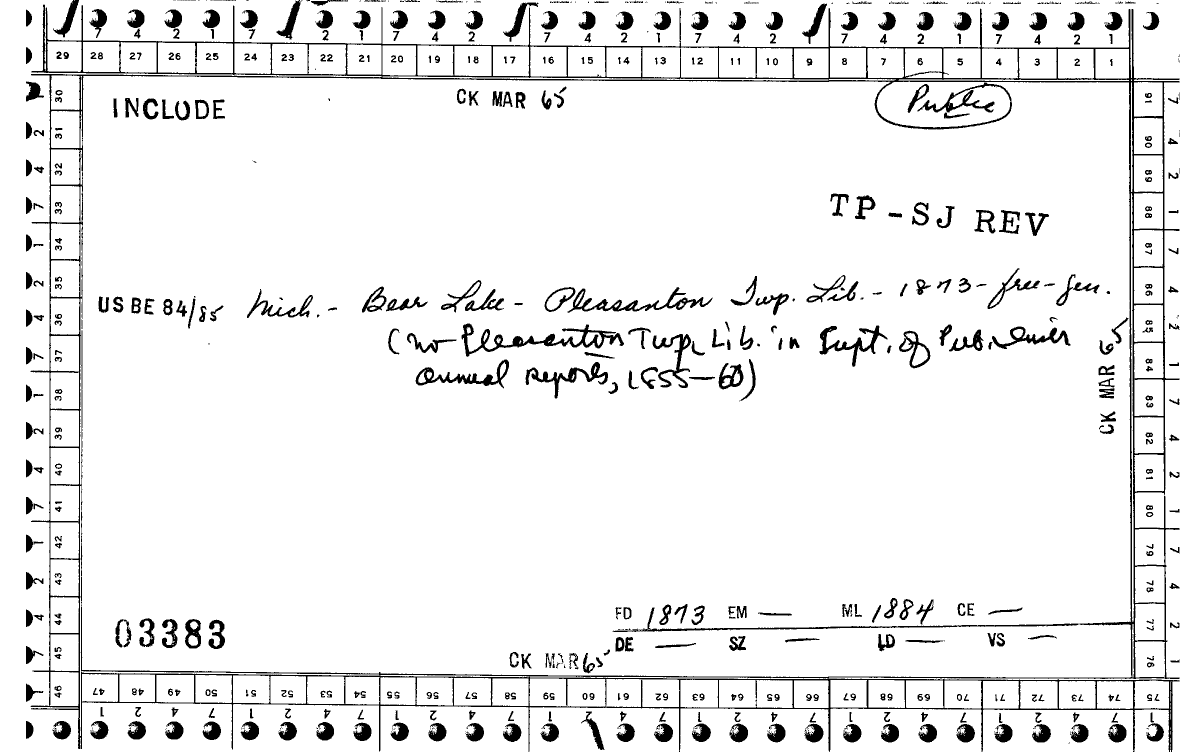 7 4 2 1 7 4 2 1 7 4 2 1 7 4 2 1 7 4 2 1 7 4 2 1 7 4 2 1
29 28 27 26 25 24 23 22 21 20 19 18 17 16 15 14 13 12 11 10 9 8 7 6 5 4 3 2 1
INCLUDE CK MAR 65 Public
TP-SJ REV
US BE 84/85 Mich. - Bear Lake - Pleasanton Twp. Lib. - 1873 - free - gen.
(no Pleasanton Twp. Lib. in Supt. of Pub. Instr.
annual reports, 1855-60)
CK MAR 65
03383
FD 1873 EM — ML 1884 CE —
DE — SZ — LD — VS —
CK MAR 65
30 31 32 33 34 35 36 37 38 39 40 41 42 43 44 45 46
91 90 89 88 87 86 85 84 83 82 81 80 79 78 77 76 75
47 48 49 50 51 52 53 54 55 56 57 58 59 60 61 62 63 64 65 66 67 68 69 70 71 72 73 74 75
1 2 4 7 1 2 4 7 1 2 4 7 1 2 4 7 1 2 4 7 1 2 4 7 1 2 4 7 1